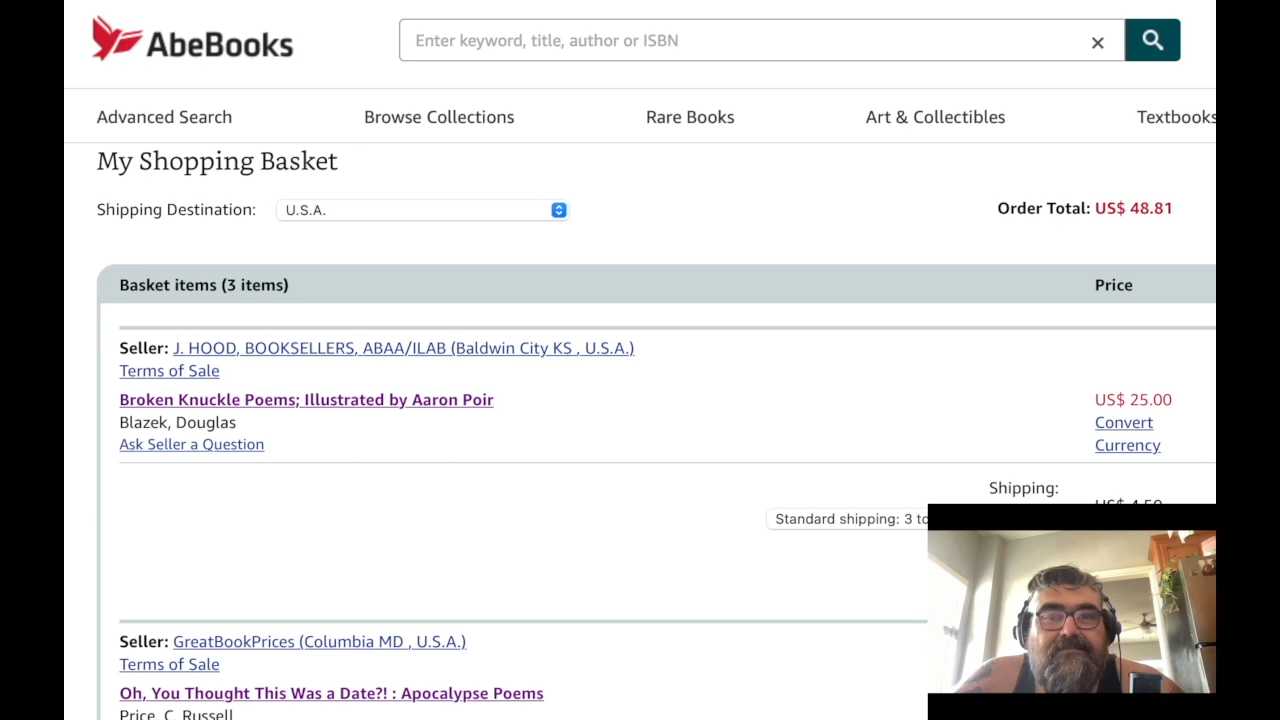 AbeBooks
Enter keyword, title, author or ISBN
Advanced Search
Browse Collections
Rare Books
Art & Collectibles
Textbooks
My Shopping Basket
Shipping Destination:
U.S.A.
Order Total: US$ 48.81
Basket items (3 items)
Price
Seller: J. HOOD, BOOKSELLERS, ABAA/ILAB (Baldwin City KS , U.S.A.)
Terms of Sale
Broken Knuckle Poems; Illustrated by Aaron Poir
US$ 25.00
Blazek, Douglas
Convert
Ask Seller a Question
Currency
Shipping:
US$ 4.50
Standard shipping: 3 to
Seller: GreatBookPrices (Columbia MD , U.S.A.)
Terms of Sale
Oh, You Thought This Was a Date?! : Apocalypse Poems
Price, C. Russell